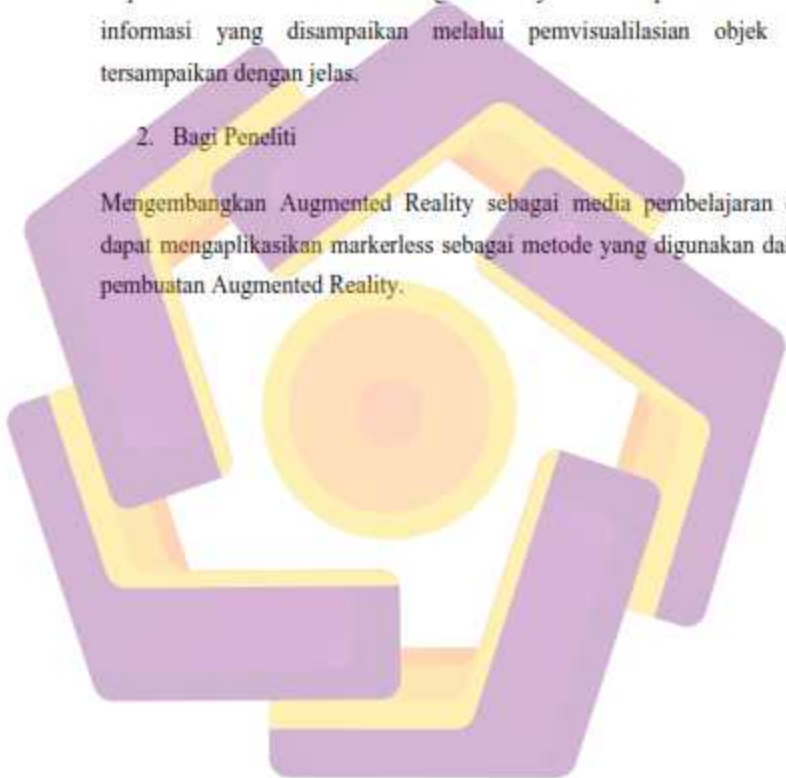 informasi yang disampaikan melalui pemvisualilasian objek
tersampaikan dengan jelas.
2. Bagi Peneliti
Mengembangkan Augmented Reality sebagai media pembelajaran
dapat mengaplikasikan markerless sebagai metode yang digunakan
pembuatan Augmented Reality.